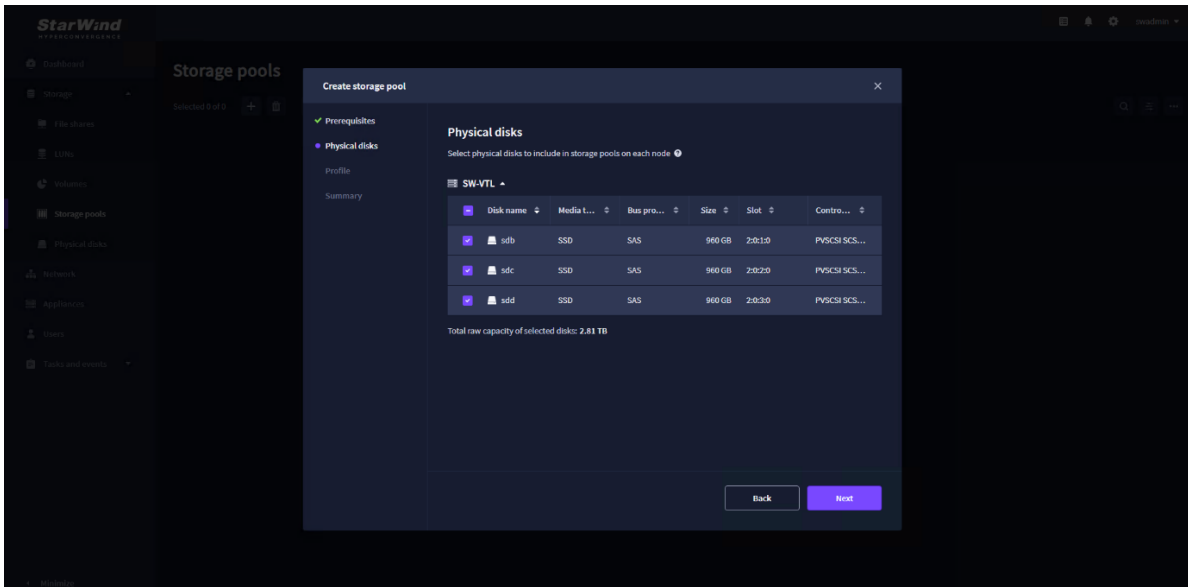 StarWind
HYPERCONVERGENCE
swadmin
Dashboard
Storage
File shares
LUNs
Volumes
Storage pools
Physical disks
Network
Appliances
Users
Tasks and events
Minimize
Storage pools
Selected 0 of 0
Create storage pool
Prerequisites
Physical disks
Profile
Summary
Physical disks
Select physical disks to include in storage pools on each node
SW-VTL
Disk name Media t... Bus pro... Size Slot Contro...
sdb SSD SAS 960 GB 2:0:1:0 PVSCSI SCS...
sdc SSD SAS 960 GB 2:0:2:0 PVSCSI SCS...
sdd SSD SAS 960 GB 2:0:3:0 PVSCSI SCS...
Total raw capacity of selected disks: 2.81 TB
Back Next